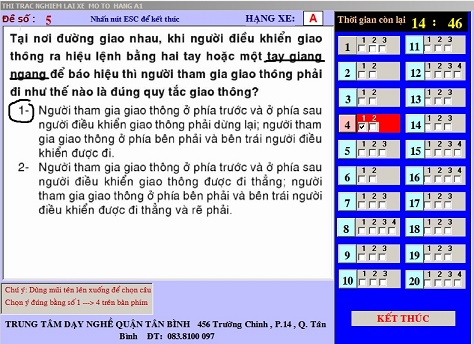 THI TRAC NGHIEM LAI XE MO TO HANG A1
Đề số: 5 Nhấn nút ESC để kết thúc HẠNG XE: A
Thời gian còn lại 14 : 46
Tại nơi đường giao nhau, khi người điều khiển giao
thông ra hiệu lệnh bằng hai tay hoặc một tay giang
ngang để báo hiệu thì người tham gia giao thông phải
đi như thế nào là đúng quy tắc giao thông?
1- Người tham gia giao thông ở phía trước và ở phía sau
người điều khiển giao thông phải dừng lại; người tham
gia giao thông ở phía bên phải và bên trái người điều
khiển được đi.
2- Người tham gia giao thông ở phía trước và ở phía sau
người điều khiển giao thông được đi thẳng; người
tham gia giao thông ở phía bên phải và bên trái người
điều khiển được đi thẳng và rẽ phải.
Chú ý: Dùng mũi tên lên xuống để chọn câu
Chọn ý đúng bằng số 1 ---> 4 trên bàn phím
TRUNG TÂM DẠY NGHỀ QUẬN TÂN BÌNH 456 Trường Chinh , P.14 , Q. Tân
Bình ĐT: 083.8100 097
1 1 2 3
2 1 2
3 1 2
4 1 2
5 1 2
6 1 2
7 1 2 3
8 1 2 3 4
9 1 2 3
10 1 2 3
11 1 2 3
12 1 2 3 4
13 1 2 3
14 1 2 3
15 1 2 3 4
16 1 2 3
17 1 2 3
18 1 2 3
19 1 2 3
20 1 2 3 4
KẾT THÚC